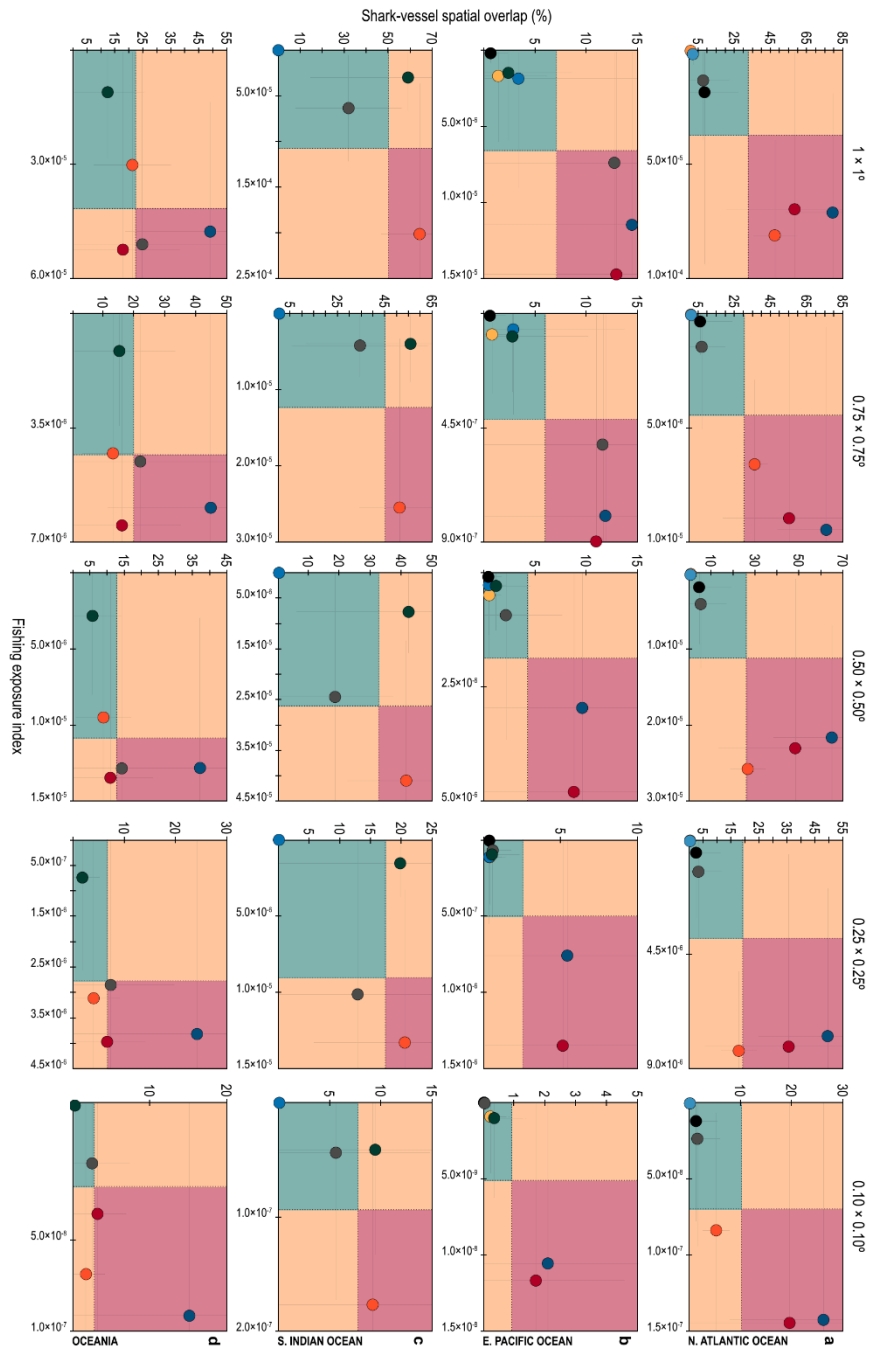 Shark-vessel spatial overlap (%)
1 × 1º
0.75 × 0.75º
0.50 × 0.50º
0.25 × 0.25º
0.10 × 0.10º
a
N. ATLANTIC OCEAN
5 25 45 65 85
5.0×10⁻⁵
1.0×10⁻⁴
5 25 45 65 85
5.0×10⁻⁶
1.0×10⁻⁵
10 30 50 70
1.0×10⁻⁵
2.0×10⁻⁵
3.0×10⁻⁵
5 15 25 35 45 55
4.5×10⁻⁶
9.0×10⁻⁶
10 20 30
5.0×10⁻⁸
1.0×10⁻⁷
1.5×10⁻⁷
b
E. PACIFIC OCEAN
5 10 15
5.0×10⁻⁶
1.0×10⁻⁵
1.5×10⁻⁵
5 10 15
4.5×10⁻⁷
9.0×10⁻⁷
5 10
2.5×10⁻⁶
5.0×10⁻⁶
5 10
5.0×10⁻⁷
1.0×10⁻⁶
1.5×10⁻⁶
1 2 3 4 5
5.0×10⁻⁹
1.0×10⁻⁸
1.5×10⁻⁸
c
S. INDIAN OCEAN
10 30 50 70
5.0×10⁻⁵
1.5×10⁻⁴
2.5×10⁻⁴
5 25 45 65
1.0×10⁻⁵
2.0×10⁻⁵
3.0×10⁻⁵
10 20 30 40 50
5.0×10⁻⁶
1.5×10⁻⁵
2.5×10⁻⁵
3.5×10⁻⁵
4.5×10⁻⁵
5 10 15 20 25
5.0×10⁻⁶
1.0×10⁻⁵
1.5×10⁻⁵
5 10 15
1.0×10⁻⁷
2.0×10⁻⁷
d
OCEANIA
5 15 25 35 45 55
3.0×10⁻⁵
6.0×10⁻⁵
10 20 30 40 50
3.5×10⁻⁶
7.0×10⁻⁶
5 15 25 35 45
5.0×10⁻⁶
1.0×10⁻⁵
1.5×10⁻⁵
10 20 30
5.0×10⁻⁷
1.5×10⁻⁶
2.5×10⁻⁶
3.5×10⁻⁶
4.5×10⁻⁶
10 20
5.0×10⁻⁸
1.0×10⁻⁷
Fishing exposure index